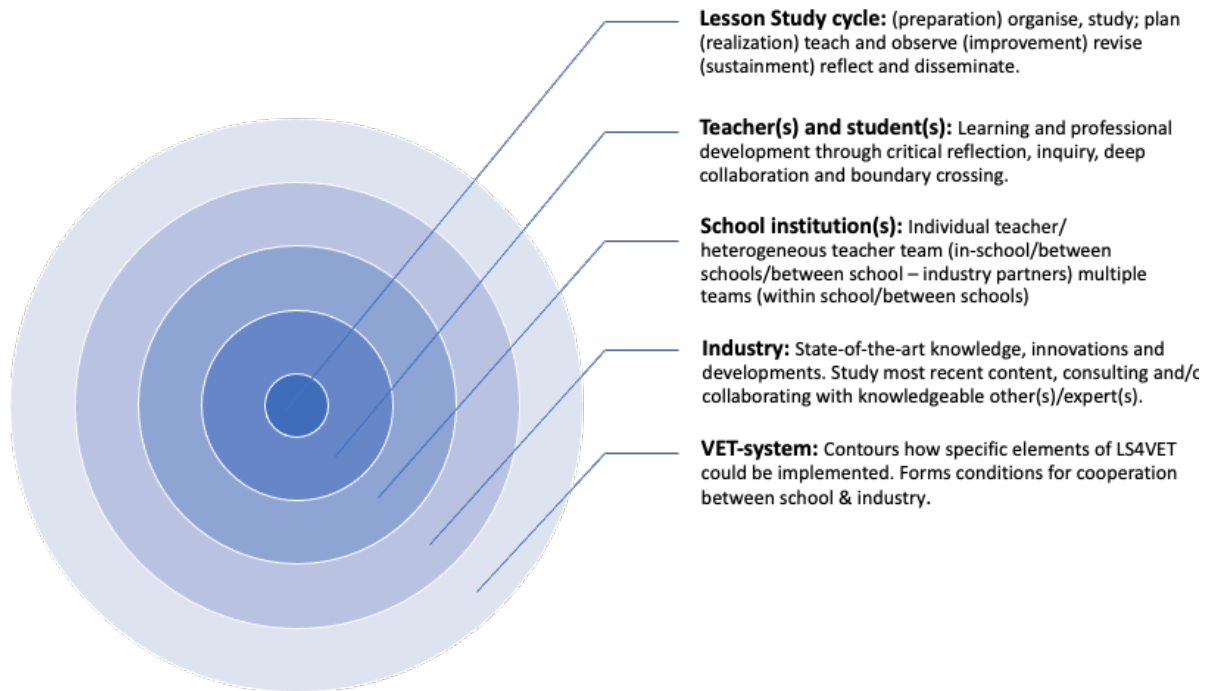 Lesson Study cycle: (preparation) organise, study; plan
(realization) teach and observe (improvement) revise
(sustainment) reflect and disseminate.
Teacher(s) and student(s): Learning and professional
development through critical reflection, inquiry, deep
collaboration and boundary crossing.
School institution(s): Individual teacher/
heterogeneous teacher team (in-school/between
schools/between school – industry partners) multiple
teams (within school/between schools)
Industry: State-of-the-art knowledge, innovations and
developments. Study most recent content, consulting and/
collaborating with knowledgeable other(s)/expert(s).
VET-system: Contours how specific elements of LS4VET
could be implemented. Forms conditions for cooperation
between school & industry.